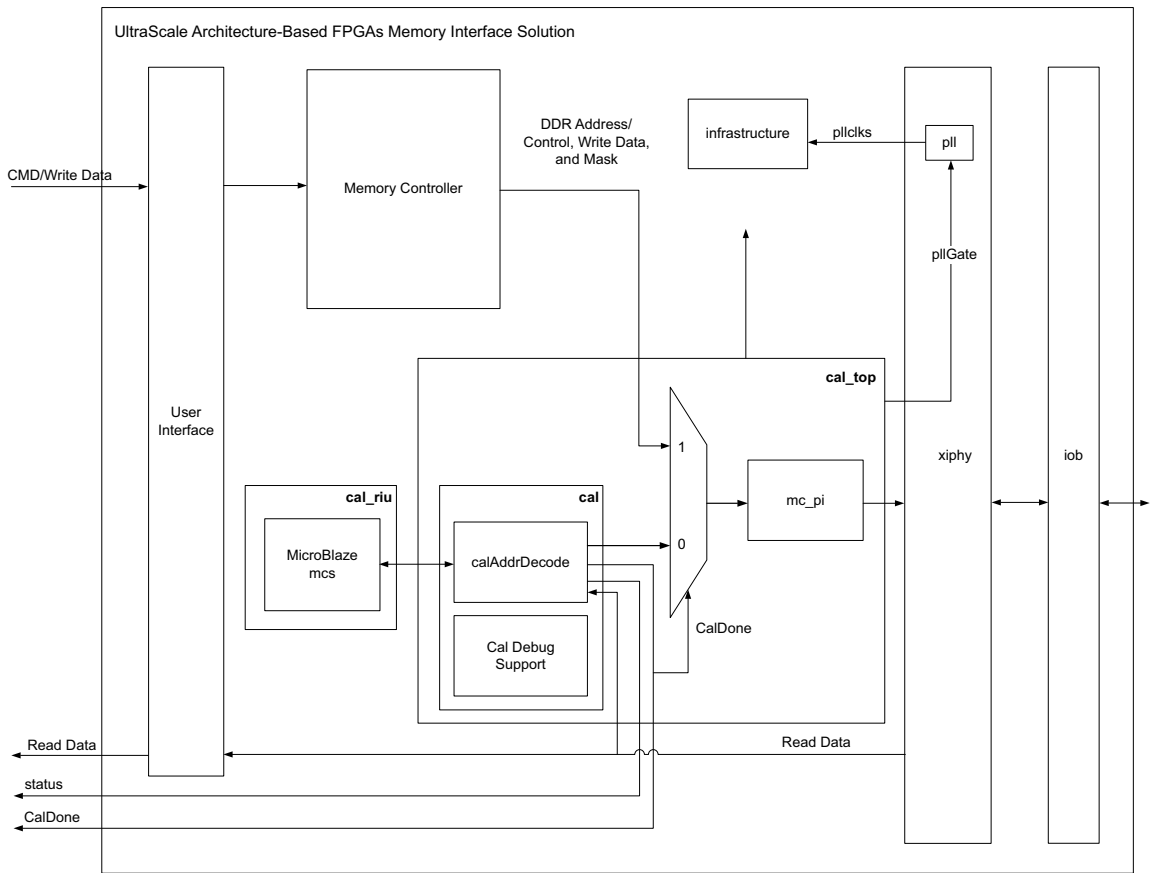 UltraScale Architecture-Based FPGAs Memory Interface Solution
DDR Address/
Control, Write Data,
and Mask
infrastructure
pllclks
pll
CMD/Write Data
Memory Controller
pllGate
cal_top
User
Interface
1
xiphy
iob
cal_riu
cal
mc_pi
MicroBlaze
mcs
calAddrDecode
0
CalDone
Cal Debug
Support
Read Data
Read Data
status
CalDone